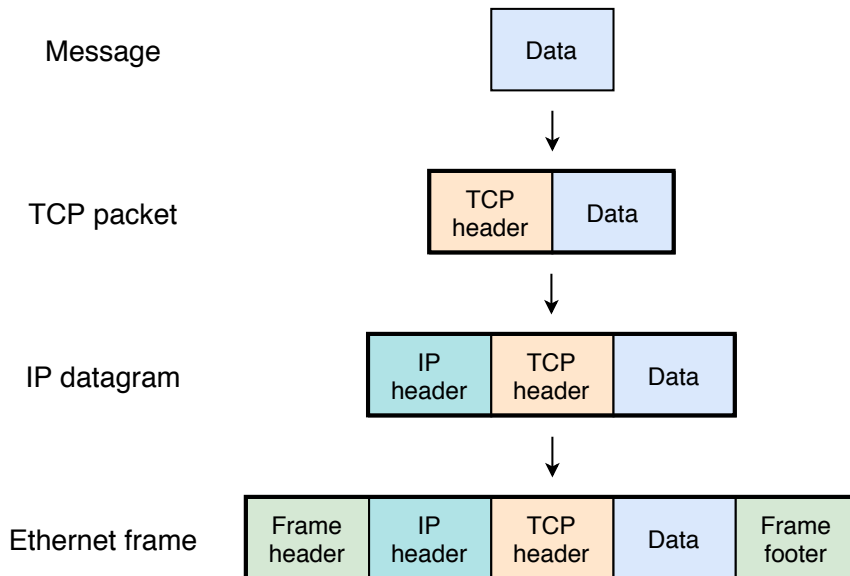 Message
Data
TCP packet
TCP
header
Data
IP datagram
IP
header
TCP
header
Data
Ethernet frame
Frame
header
IP
header
TCP
header
Data
Frame
footer